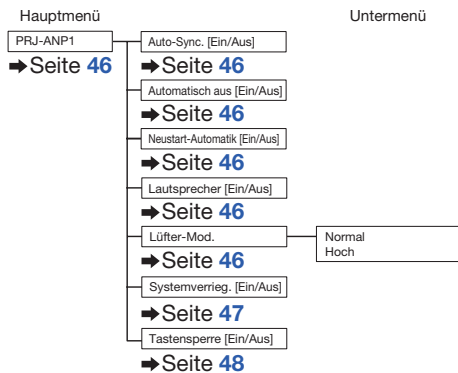 Hauptmenü
Untermenü
PRJ-ANP1
➡Seite 46
Auto-Sync. [Ein/Aus]
➡Seite 46
Automatisch aus [Ein/Aus]
➡Seite 46
Neustart-Automatik [Ein/Aus]
➡Seite 46
Lautsprecher [Ein/Aus]
➡Seite 46
Lüfter-Mod.
➡Seite 46
Normal
Hoch
Systemverrieg. [Ein/Aus]
➡Seite 47
Tastensperre [Ein/Aus]
➡Seite 48